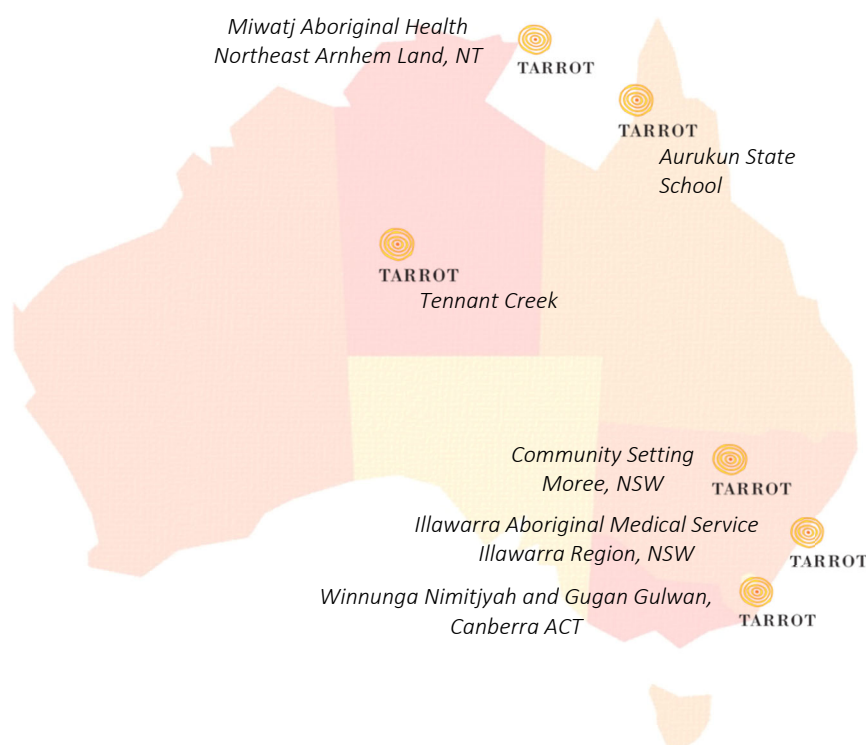 Miwatj Aboriginal Health
Northeast Arnhem Land, NT
TARROT
TARROT
Aurukun State
School
TARROT
Tennant Creek
Community Setting
Moree, NSW
TARROT
Illawarra Aboriginal Medical Service
Illawarra Region, NSW
TARROT
Winnunga Nimitjyah and Gugan Gulwan,
Canberra ACT
TARROT